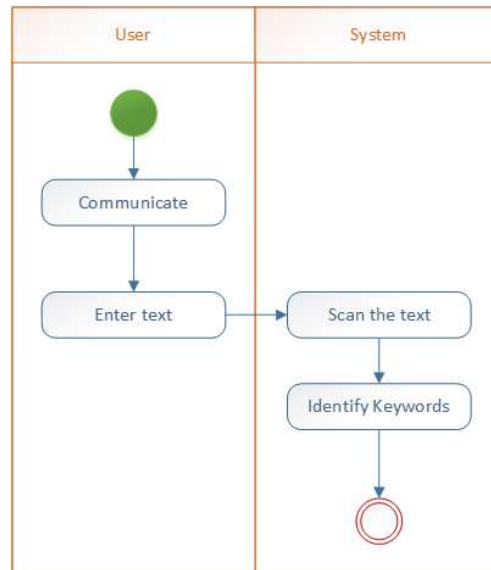 User
System
Communicate
Enter text
Scan the text
Identify Keywords